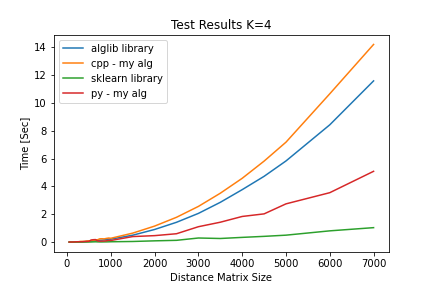 Test Results K=4
alglib library
cpp - my alg
sklearn library
py - my alg
14
12
10
8
6
4
2
0
Time [Sec]
0 1000 2000 3000 4000 5000 6000 7000
Distance Matrix Size